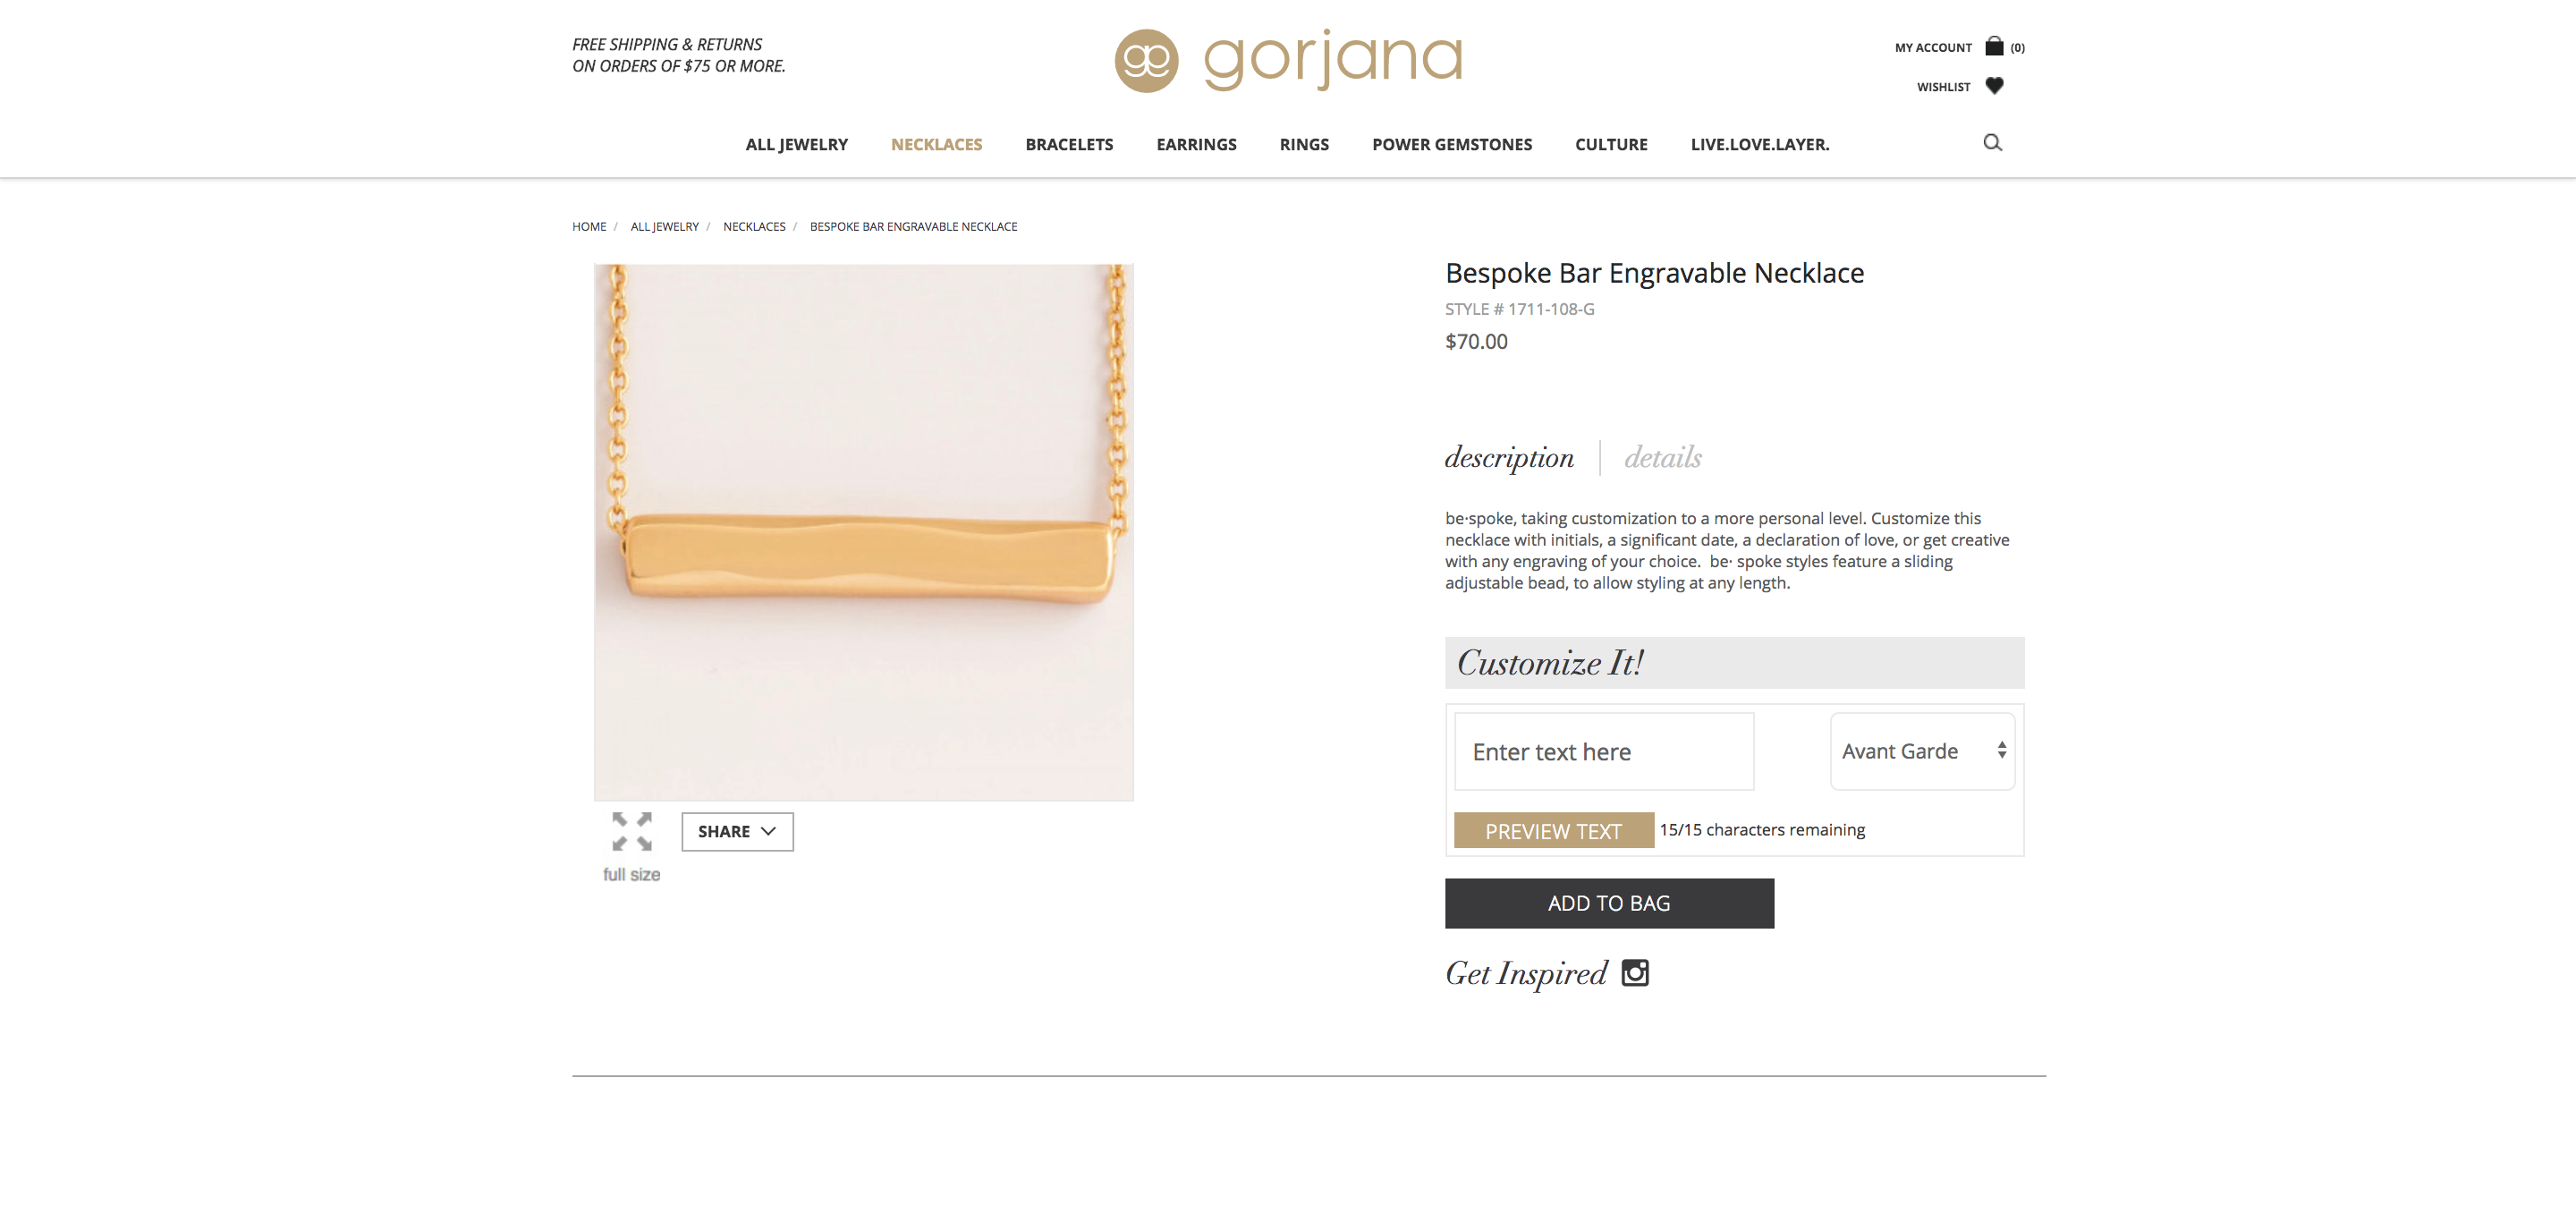 FREE SHIPPING & RETURNS
ON ORDERS OF $75 OR MORE.
gorjana
MY ACCOUNT (0)
WISHLIST
ALL JEWELRY NECKLACES BRACELETS EARRINGS RINGS POWER GEMSTONES CULTURE LIVE.LOVE.LAYER.
HOME / ALL JEWELRY / NECKLACES / BESPOKE BAR ENGRAVABLE NECKLACE
SHARE
full size
Bespoke Bar Engravable Necklace
STYLE # 1711-108-G
$70.00
description | details
be·spoke, taking customization to a more personal level. Customize this
necklace with initials, a significant date, a declaration of love, or get creative
with any engraving of your choice.  be· spoke styles feature a sliding
adjustable bead, to allow styling at any length.
Customize It!
Enter text here Avant Garde
PREVIEW TEXT 15/15 characters remaining
ADD TO BAG
Get Inspired